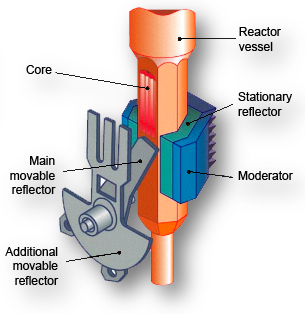 Reactor
vessel
Core
Stationary
reflector
Main
movable
reflector
Moderator
Additional
movable
reflector